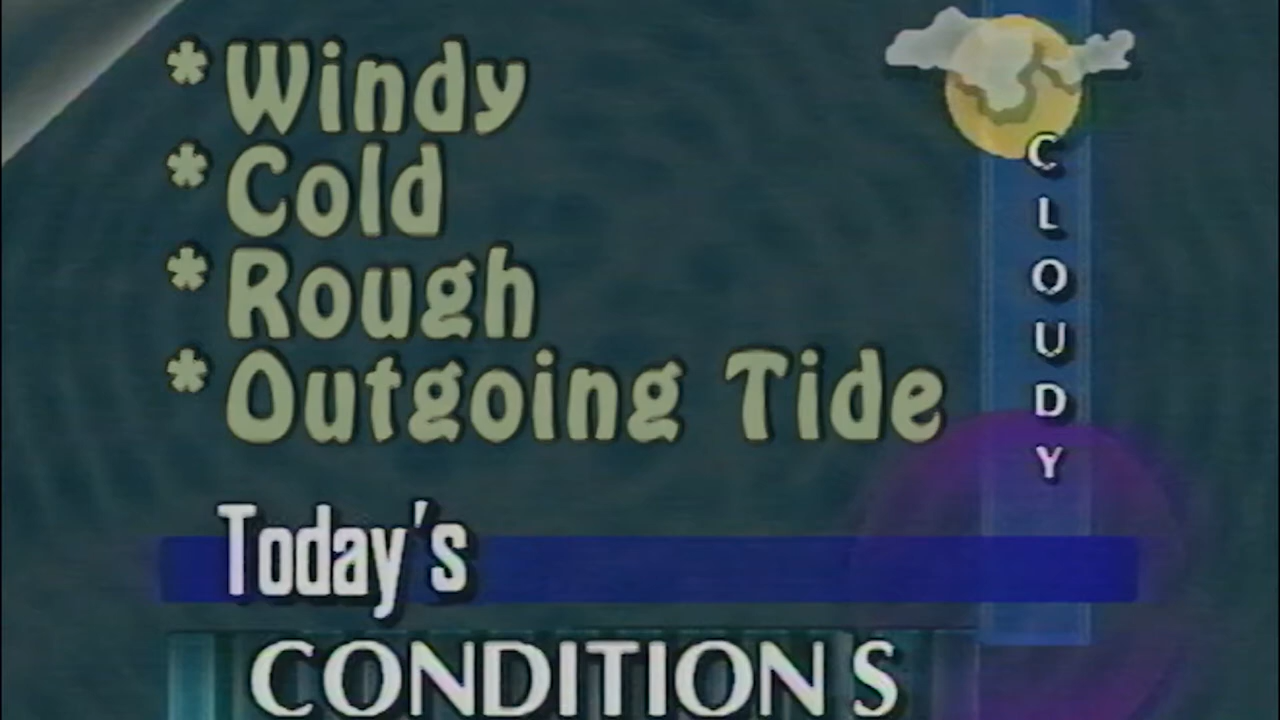 * Windy
* Cold
* Rough
* Outgoing Tide
CLOUDY
Today's
CONDITIONS